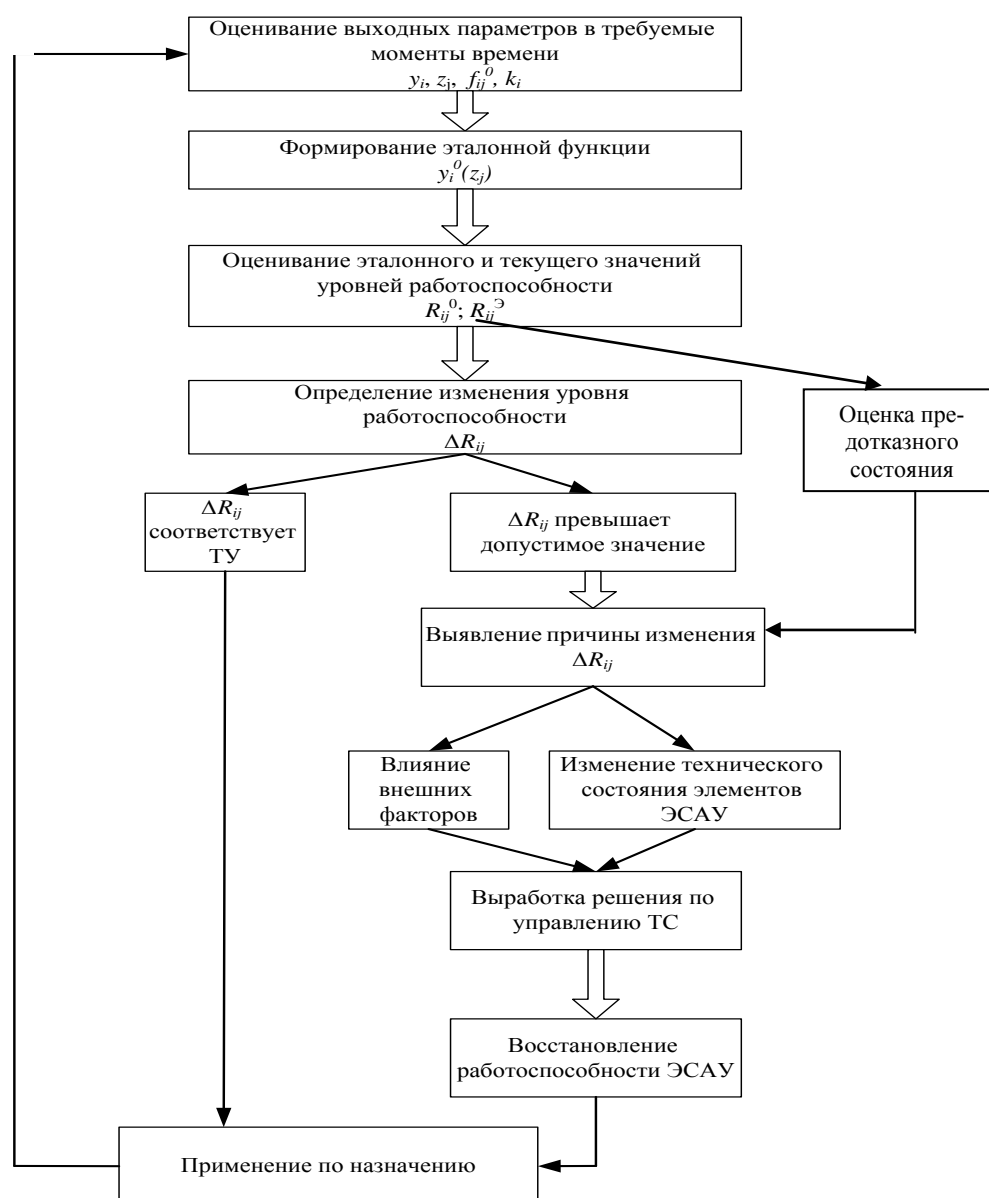 Оценивание выходных параметров в требуемые
моменты времени
yᵢ, zⱼ, fᵢⱼ⁰, kᵢ
Формирование эталонной функции
yᵢ⁰(zⱼ)
Оценивание эталонного и текущего значений
уровней работоспособности
Rᵢⱼ⁰; Rᵢⱼ^Э
Определение изменения уровня
работоспособности
ΔRᵢⱼ
Оценка пре-
дотказного
состояния
ΔRᵢⱼ
соответствует
ТУ
ΔRᵢⱼ превышает
допустимое значение
Выявление причины изменения
ΔRᵢⱼ
Влияние
внешних
факторов
Изменение технического
состояния элементов
ЭСАУ
Выработка решения по
управлению ТС
Восстановление
работоспособности ЭСАУ
Применение по назначению